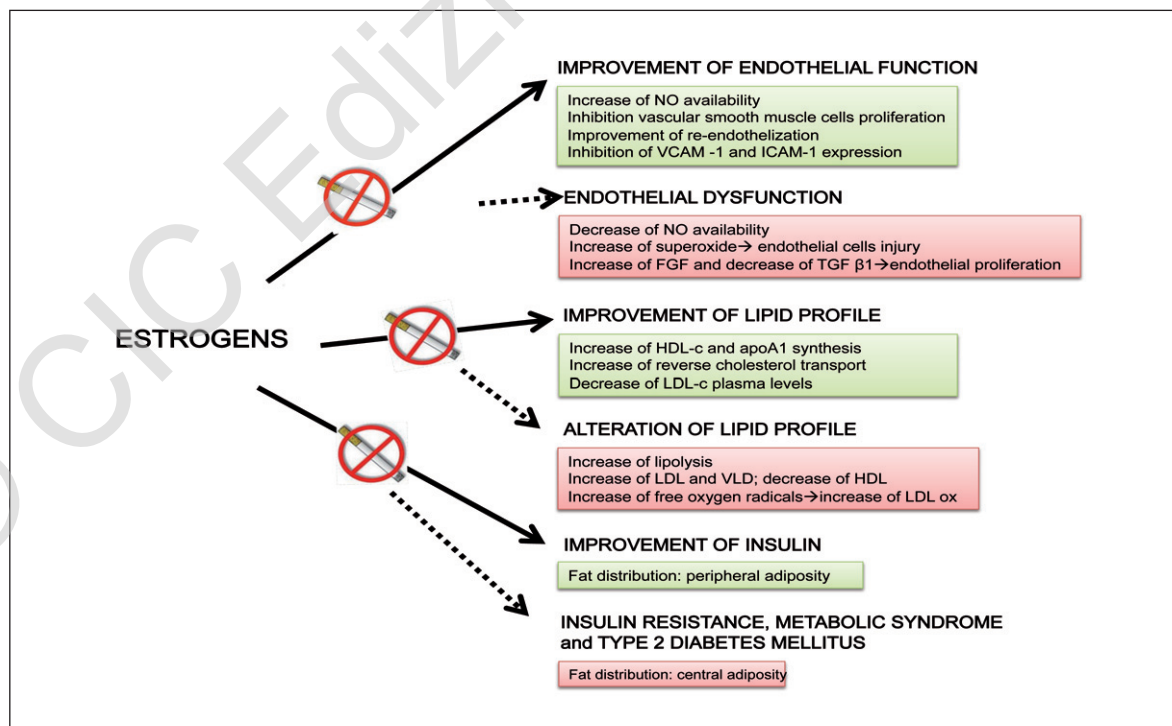 CIC Ediz
IMPROVEMENT OF ENDOTHELIAL FUNCTION
Increase of NO availability
Inhibition vascular smooth muscle cells proliferation
Improvement of re-endothelization
Inhibition of VCAM -1 and ICAM-1 expression
ENDOTHELIAL DYSFUNCTION
Decrease of NO availability
Increase of superoxide→ endothelial cells injury
Increase of FGF and decrease of TGF β1→endothelial proliferation
ESTROGENS
IMPROVEMENT OF LIPID PROFILE
Increase of HDL-c and apoA1 synthesis
Increase of reverse cholesterol transport
Decrease of LDL-c plasma levels
ALTERATION OF LIPID PROFILE
Increase of lipolysis
Increase of LDL and VLD; decrease of HDL
Increase of free oxygen radicals→increase of LDL ox
IMPROVEMENT OF INSULIN
Fat distribution: peripheral adiposity
INSULIN RESISTANCE, METABOLIC SYNDROME
and TYPE 2 DIABETES MELLITUS
Fat distribution: central adiposity